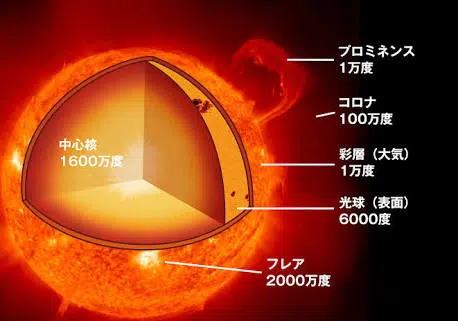 プロミネンス
1万度
コロナ
100万度
中心核
1600万度
彩層（大気）
1万度
光球（表面）
6000度
フレア
2000万度